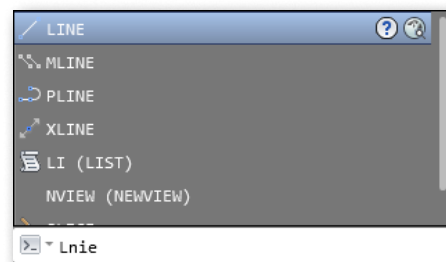 LINE
MLINE
PLINE
XLINE
LI (LIST)
NVIEW (NEWVIEW)
Lnie